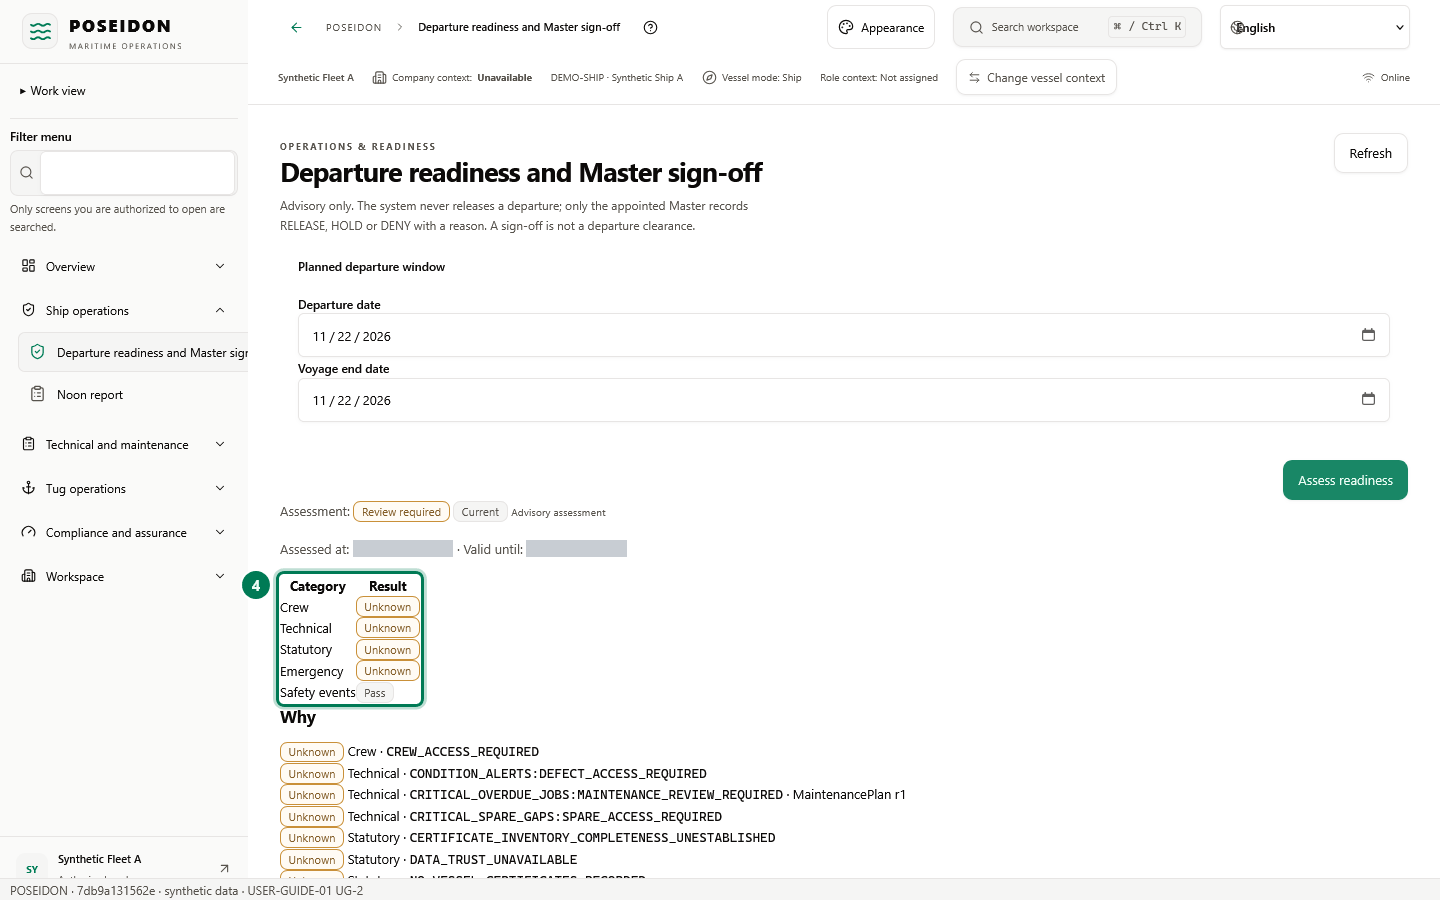 POSEIDON
MARITIME OPERATIONS
POSEIDON
Departure readiness and Master sign-off
Appearance
Search workspace
⌘ / Ctrl K
English
Synthetic Fleet A
Company context: Unavailable
DEMO-SHIP · Synthetic Ship A
Vessel mode: Ship
Role context: Not assigned
Change vessel context
Online
Work view
Filter menu
Only screens you are authorized to open are
searched.
Overview
Ship operations
Departure readiness and Master sign
Noon report
Technical and maintenance
Tug operations
Compliance and assurance
Workspace
SY
Synthetic Fleet A
OPERATIONS & READINESS
Departure readiness and Master sign-off
Refresh
Advisory only. The system never releases a departure; only the appointed Master records
RELEASE, HOLD or DENY with a reason. A sign-off is not a departure clearance.
Planned departure window
Departure date
11 / 22 / 2026
Voyage end date
11 / 22 / 2026
Assess readiness
Assessment: Review required Current Advisory assessment
Assessed at: · Valid until:
4
Category Result
Crew Unknown
Technical Unknown
Statutory Unknown
Emergency Unknown
Safety events Pass
Why
Unknown Crew · CREW_ACCESS_REQUIRED
Unknown Technical · CONDITION_ALERTS:DEFECT_ACCESS_REQUIRED
Unknown Technical · CRITICAL_OVERDUE_JOBS:MAINTENANCE_REVIEW_REQUIRED · MaintenancePlan r1
Unknown Technical · CRITICAL_SPARE_GAPS:SPARE_ACCESS_REQUIRED
Unknown Statutory · CERTIFICATE_INVENTORY_COMPLETENESS_UNESTABLISHED
Unknown Statutory · DATA_TRUST_UNAVAILABLE
POSEIDON · 7db9a131562e · synthetic data · USER-GUIDE-01 UG-2